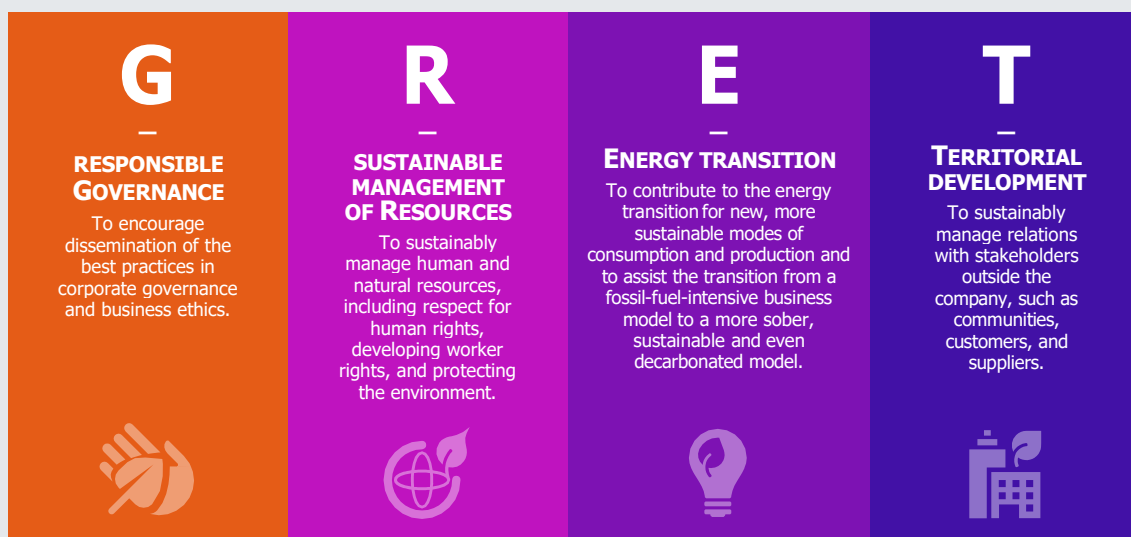 G
–
RESPONSIBLE
GOVERNANCE
To encourage
dissemination of the
best practices in
corporate governance
and business ethics.
R
–
SUSTAINABLE
MANAGEMENT
OF RESOURCES
To sustainably
manage human and
natural resources,
including respect for
human rights,
developing worker
rights, and protecting
the environment.
E
–
ENERGY TRANSITION
To contribute to the energy
transition for new, more
sustainable modes of
consumption and production and
to assist the transition from a
fossil-fuel-intensive business
model to a more sober,
sustainable and even
decarbonated model.
T
–
TERRITORIAL
DEVELOPMENT
To sustainably
manage relations
with stakeholders
outside the
company, such as
communities,
customers, and
suppliers.